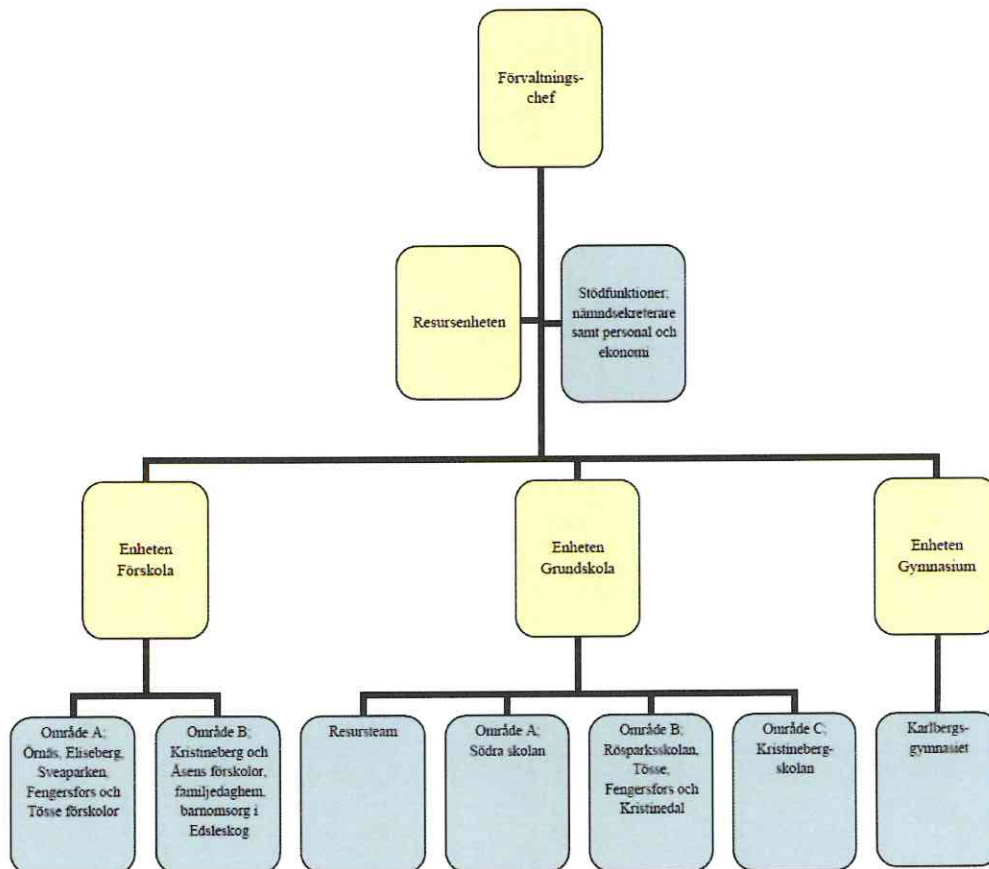 Förvaltnings-
chef
Resursenheten
Stödfunktioner;
nämndsekreterare
samt personal och
ekonomi
Enheten
Förskola
Enheten
Grundskola
Enheten
Gymnasium
Område A;
Örnäs, Eliseberg,
Sveaparken,
Fengersfors och
Tösse förskolor
Område B;
Kristineberg och
Åsens förskolor,
familjedaghem,
barnomsorg i
Edsleskog
Resursteam
Område A;
Södra skolan
Område B;
Rösparksskolan,
Tösse,
Fengersfors och
Kristinedal
Område C;
Kristineberg-
skolan
Karlbergs-
gymnasiet